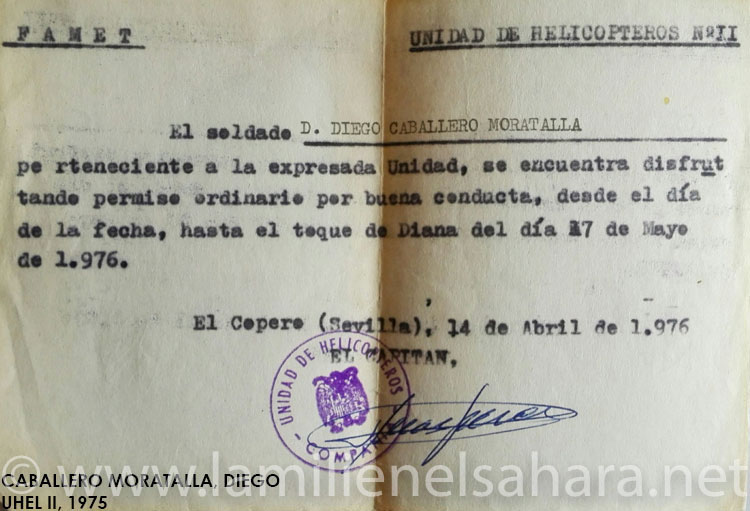 F A M E T
UNIDAD DE HELICOPTEROS NºII
El soldado D. DIEGO CABALLERO MORATALLA
pe rteneciente a la expresada Unidad, se encuentra disfrut
tando permiso ordinario por buena conducta, desde el día
de la fecha, hasta el toque de Diana del día 17 de Mayo
de 1.976.
El Copero (Sevilla), 14 de Abril de 1.976
EL CAPITAN,
UNIDAD DE HELICOPTEROS
- COMPAÑ
© www.lamilienelsahara.net
CABALLERO MORATALLA, DIEGO
UHEL II, 1975